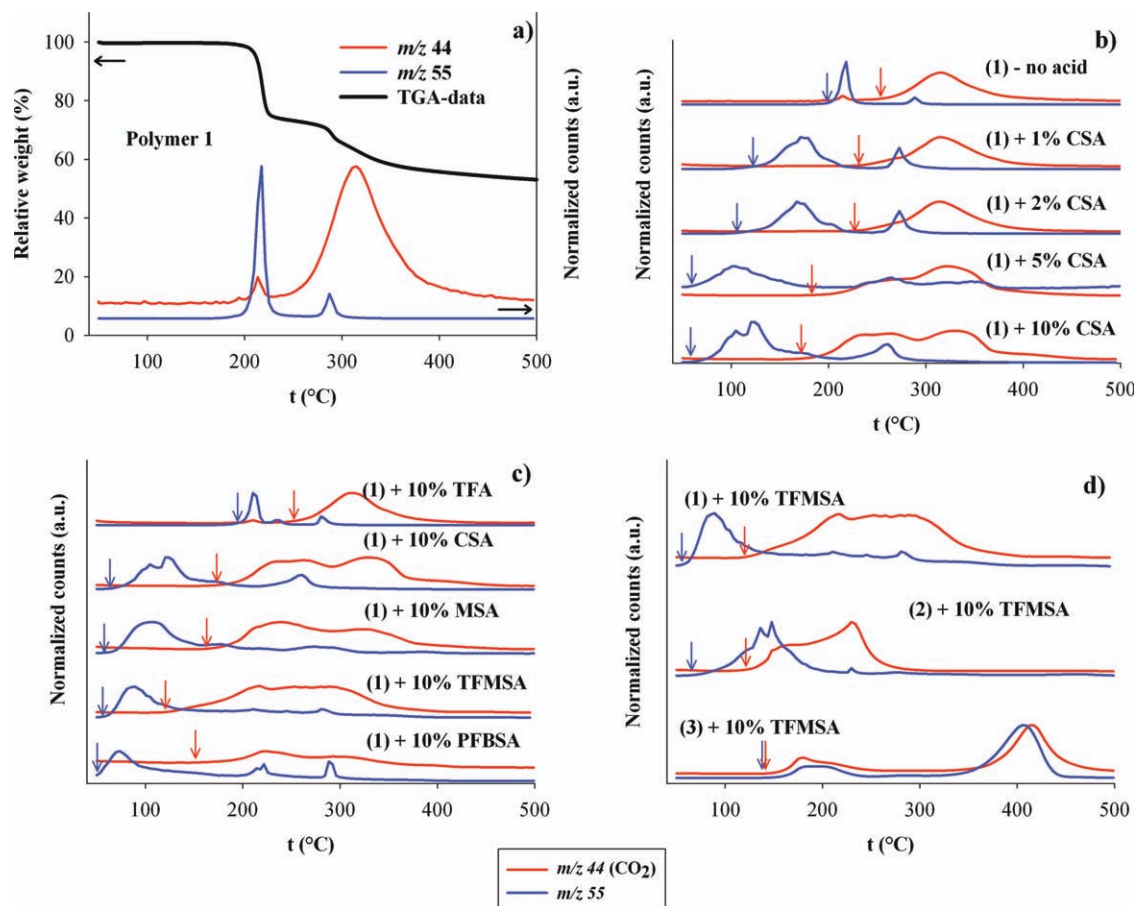 a)
m/z 44
m/z 55
TGA-data
Polymer 1
Relative weight (%)
100
80
60
40
20
0
100 200 300 400 500
t (°C)
Normalized counts (a.u.)
b)
(1) - no acid
(1) + 1% CSA
(1) + 2% CSA
(1) + 5% CSA
(1) + 10% CSA
Normalized counts (a.u.)
100 200 300 400 500
t (°C)
c)
(1) + 10% TFA
(1) + 10% CSA
(1) + 10% MSA
(1) + 10% TFMSA
(1) + 10% PFBSA
Normalized counts (a.u.)
100 200 300 400 500
t (°C)
d)
(1) + 10% TFMSA
(2) + 10% TFMSA
(3) + 10% TFMSA
Normalized counts (a.u.)
100 200 300 400 500
t (°C)
m/z 44 (CO₂)
m/z 55